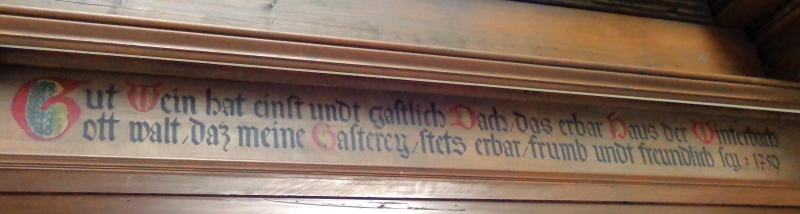 Gut Wein hat einst undt gastlich Dach, das erbar Haus der Winterbach
Gott walt, daz meine Gasterey, stets erbar, frumb undt freundlich sey : 1759